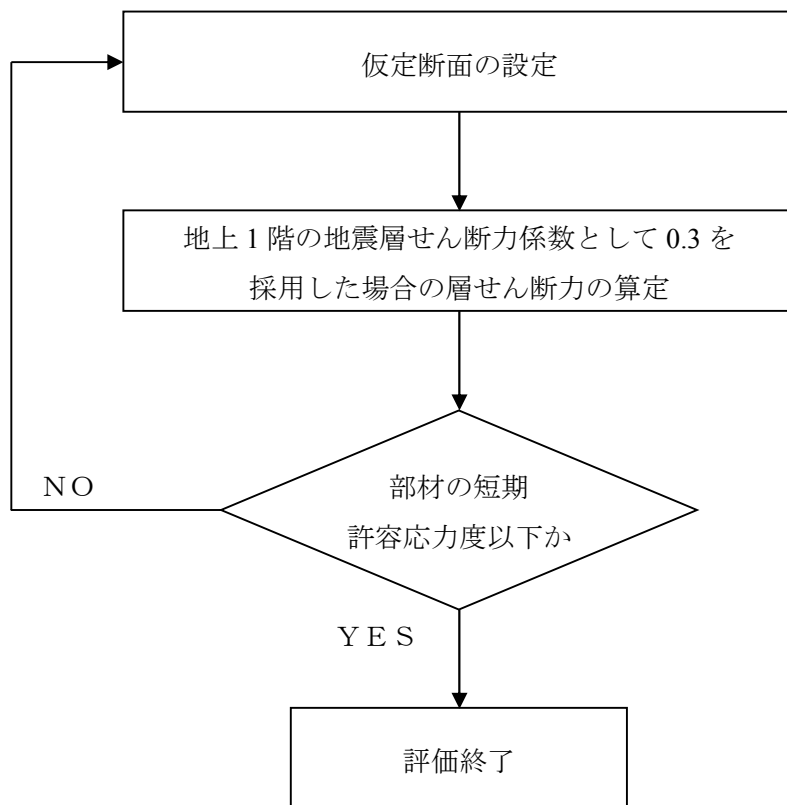 仮定断面の設定
地上 1 階の地震層せん断力係数として 0.3 を
採用した場合の層せん断力の算定
部材の短期
許容応力度以下か
ＮＯ
ＹＥＳ
評価終了